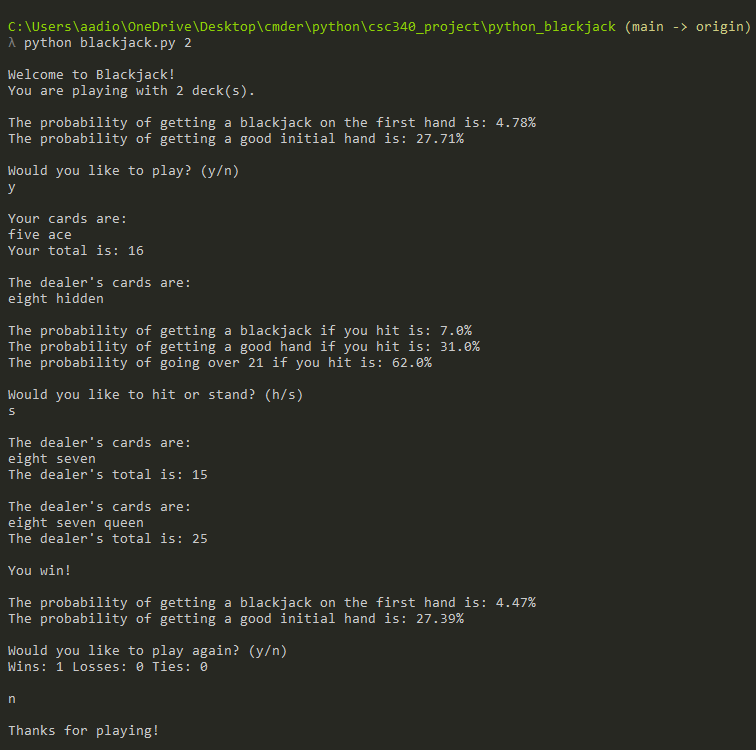 C:\Users\aadio\OneDrive\Desktop\cmder\python\csc340_project\python_blackjack (main -> origin)
λ python blackjack.py 2
Welcome to Blackjack!
You are playing with 2 deck(s).
The probability of getting a blackjack on the first hand is: 4.78%
The probability of getting a good initial hand is: 27.71%
Would you like to play? (y/n)
y
Your cards are:
five ace
Your total is: 16
The dealer's cards are:
eight hidden
The probability of getting a blackjack if you hit is: 7.0%
The probability of getting a good hand if you hit is: 31.0%
The probability of going over 21 if you hit is: 62.0%
Would you like to hit or stand? (h/s)
s
The dealer's cards are:
eight seven
The dealer's total is: 15
The dealer's cards are:
eight seven queen
The dealer's total is: 25
You win!
The probability of getting a blackjack on the first hand is: 4.47%
The probability of getting a good initial hand is: 27.39%
Would you like to play again? (y/n)
Wins: 1 Losses: 0 Ties: 0
n
Thanks for playing!